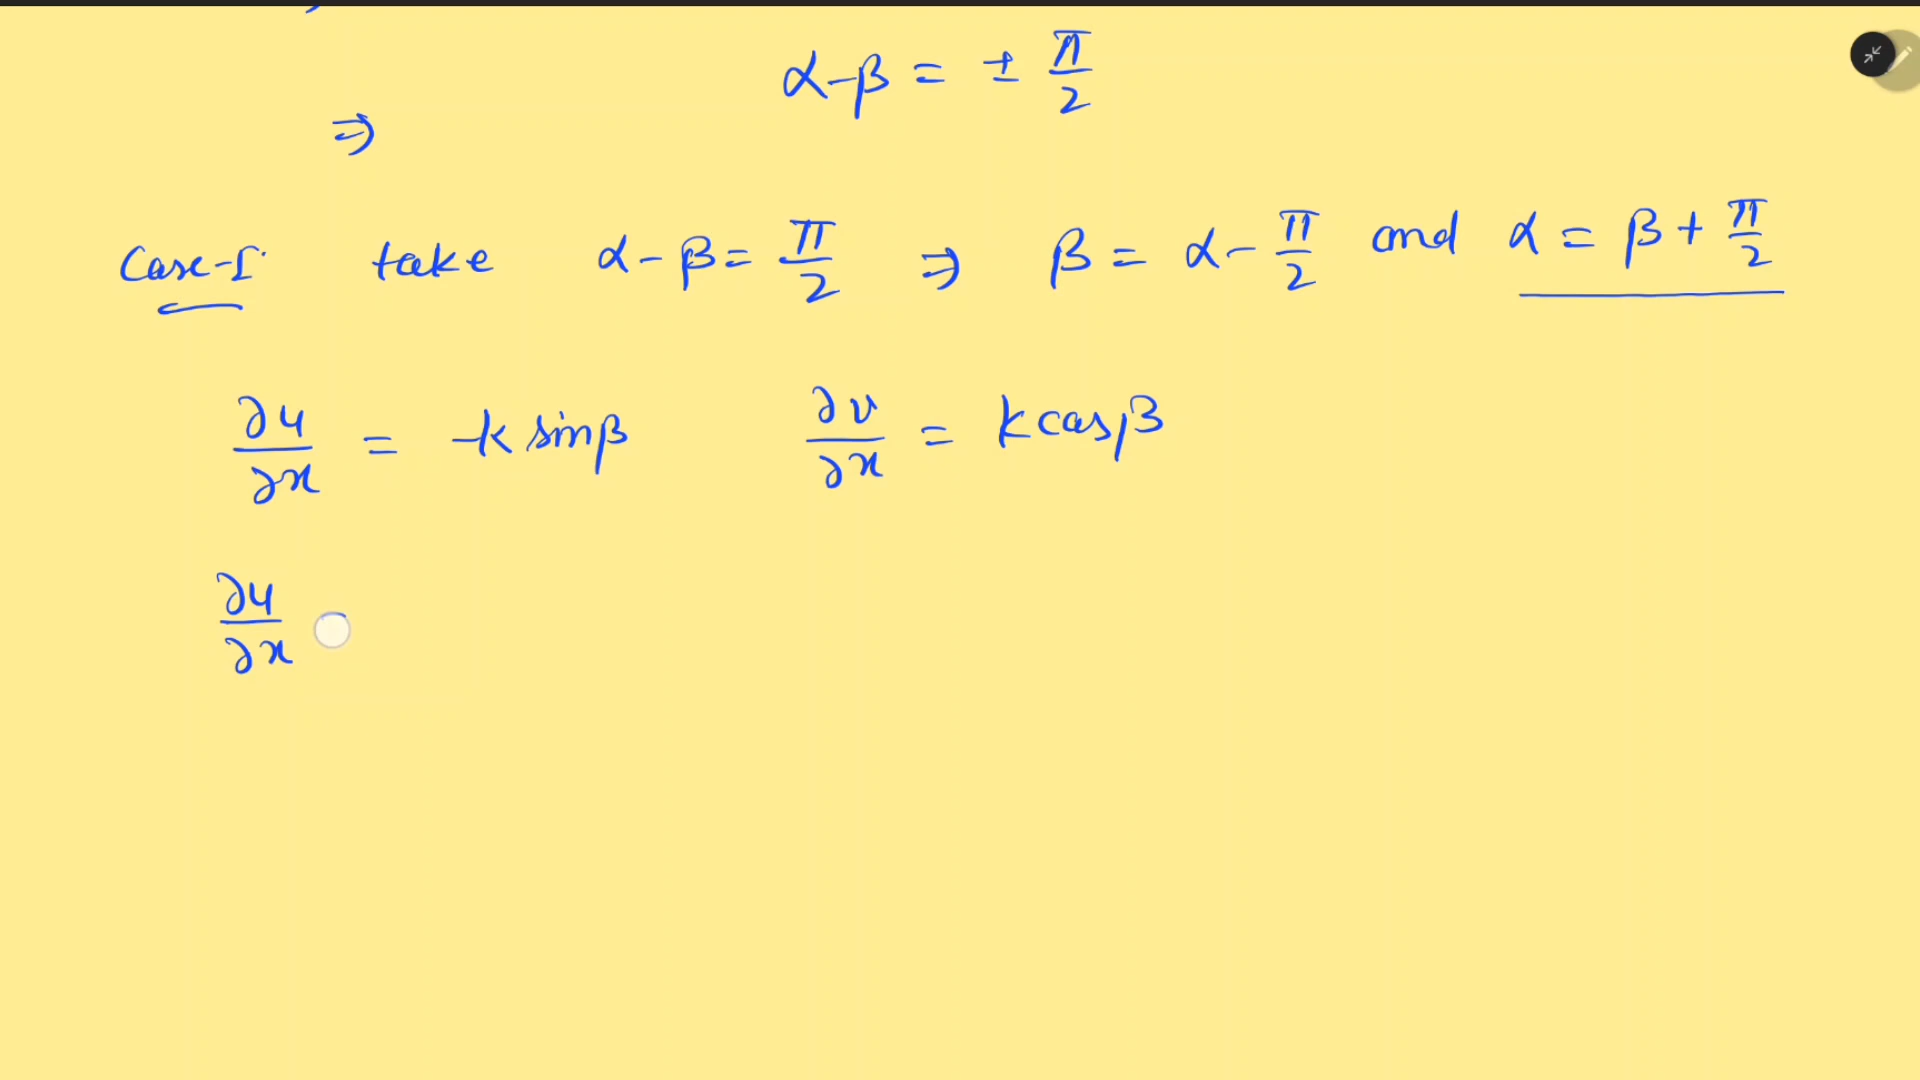 α-β = ± π/2
⇒
Case-I take α-β = π/2 ⇒ β = α - π/2 and α = β + π/2
∂u/∂x = -k sinβ ∂v/∂x = k cosβ
∂u/∂x